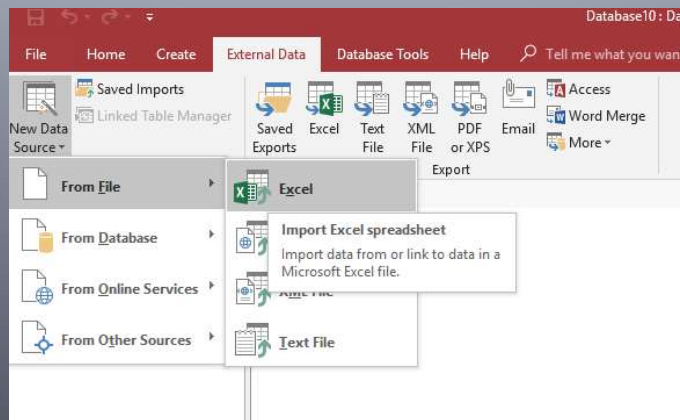 Database10 : Da
File Home Create External Data Database Tools Help Tell me what you wan
New Data Source
Saved Imports
Linked Table Manager
Saved Exports
Excel
Text File
XML File
PDF or XPS
Email
Access
Word Merge
More
Export
From File
From Database
From Online Services
From Other Sources
Excel
Import Excel spreadsheet
Import data from or link to data in a
Microsoft Excel file.
XML File
Text File